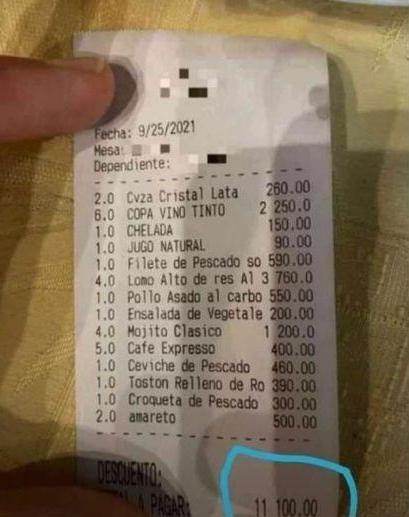 Fecha: 9/25/2021
Mesa:
Dependiente:
2.0 Cvza Cristal Lata 260.00
6.0 COPA VINO TINTO 2 250.0
1.0 CHELADA 150.00
1.0 JUGO NATURAL 90.00
1.0 Filete de Pescado so 590.00
4.0 Lomo Alto de res Al 3 760.0
1.0 Pollo Asado al carbo 550.00
1.0 Ensalada de Vegetale 200.00
4.0 Mojito Clasico 1 200.0
5.0 Cafe Expresso 400.00
1.0 Ceviche de Pescado 460.00
1.0 Toston Relleno de Ro 390.00
1.0 Croqueta de Pescado 300.00
2.0 amareto 500.00
DESCUENTO:
A PAGAR: 11 100.00